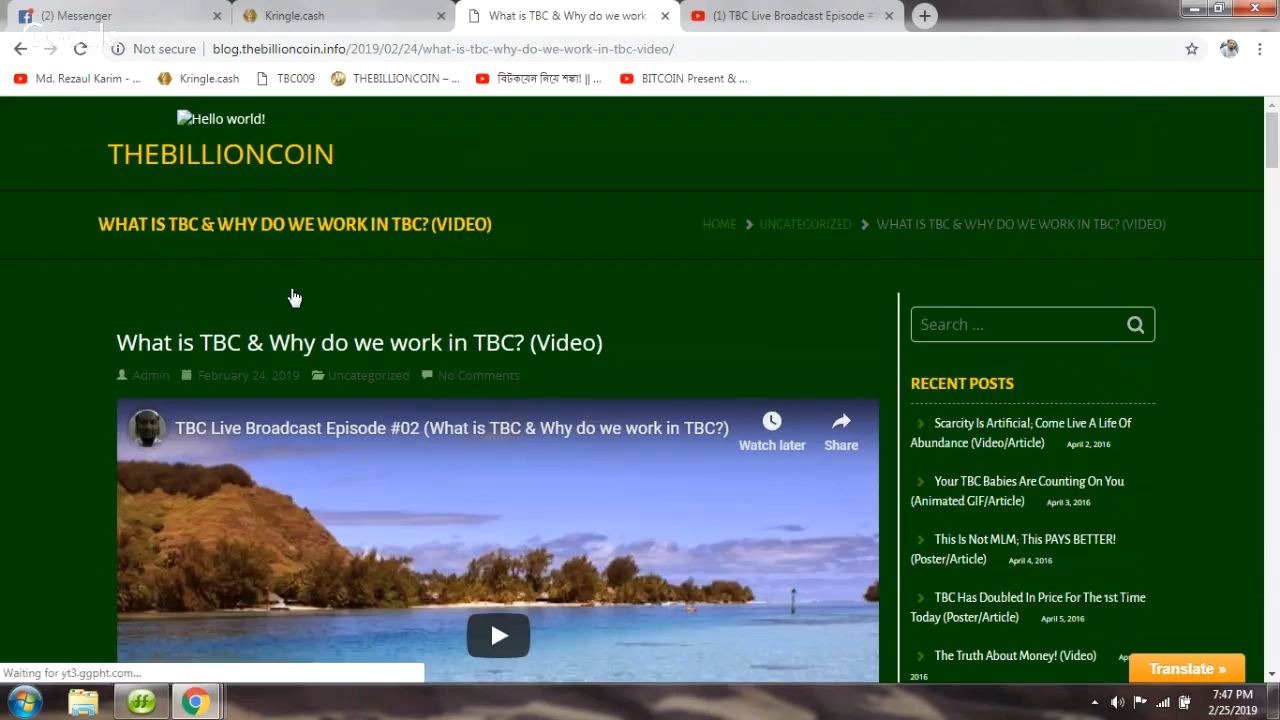 (2) Messenger
Kringle.cash
What is TBC & Why do we work
(1) TBC Live Broadcast Episode #
Not secure
blog.thebillioncoin.info/2019/02/24/what-is-tbc-why-do-we-work-in-tbc-video/
Md. Rezaul Karim - ...
Kringle.cash
TBC009
THEBILLIONCOIN – ...
বিটকয়েন নিয়ে শঙ্কা! || ...
BITCOIN Present & ...
Hello world!
THEBILLIONCOIN
WHAT IS TBC & WHY DO WE WORK IN TBC? (VIDEO)
HOME
UNCATEGORIZED
WHAT IS TBC & WHY DO WE WORK IN TBC? (VIDEO)
What is TBC & Why do we work in TBC? (Video)
Admin
February 24, 2019
Uncategorized
No Comments
TBC Live Broadcast Episode #02 (What is TBC & Why do we work in TBC?)
Watch later
Share
Search ...
RECENT POSTS
Scarcity Is Artificial; Come Live A Life Of
Abundance (Video/Article) April 2, 2016
Your TBC Babies Are Counting On You
(Animated GIF/Article) April 3, 2016
This Is Not MLM; This PAYS BETTER!
(Poster/Article) April 4, 2016
TBC Has Doubled In Price For The 1st Time
Today (Poster/Article) April 5, 2016
The Truth About Money! (Video)
2016
Translate »
Waiting for yt3.ggpht.com...
7:47 PM
2/25/2019